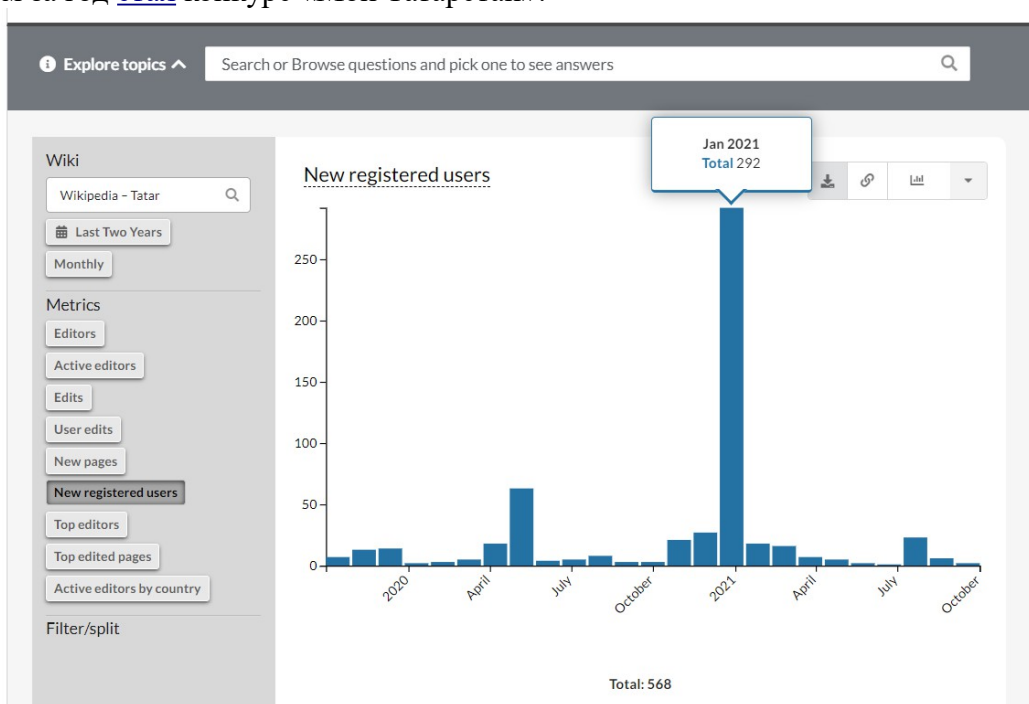 конкурс «Мой Татарстан».
Explore topics
Search or Browse questions and pick one to see answers
Wiki
Wikipedia – Tatar
Last Two Years
Monthly
Metrics
Editors
Active editors
Edits
User edits
New pages
New registered users
Top editors
Top edited pages
Active editors by country
Filter/split
New registered users
Jan 2021
Total 292
250
200
150
100
50
0
2020
April
July
October
2021
April
July
October
Total: 568